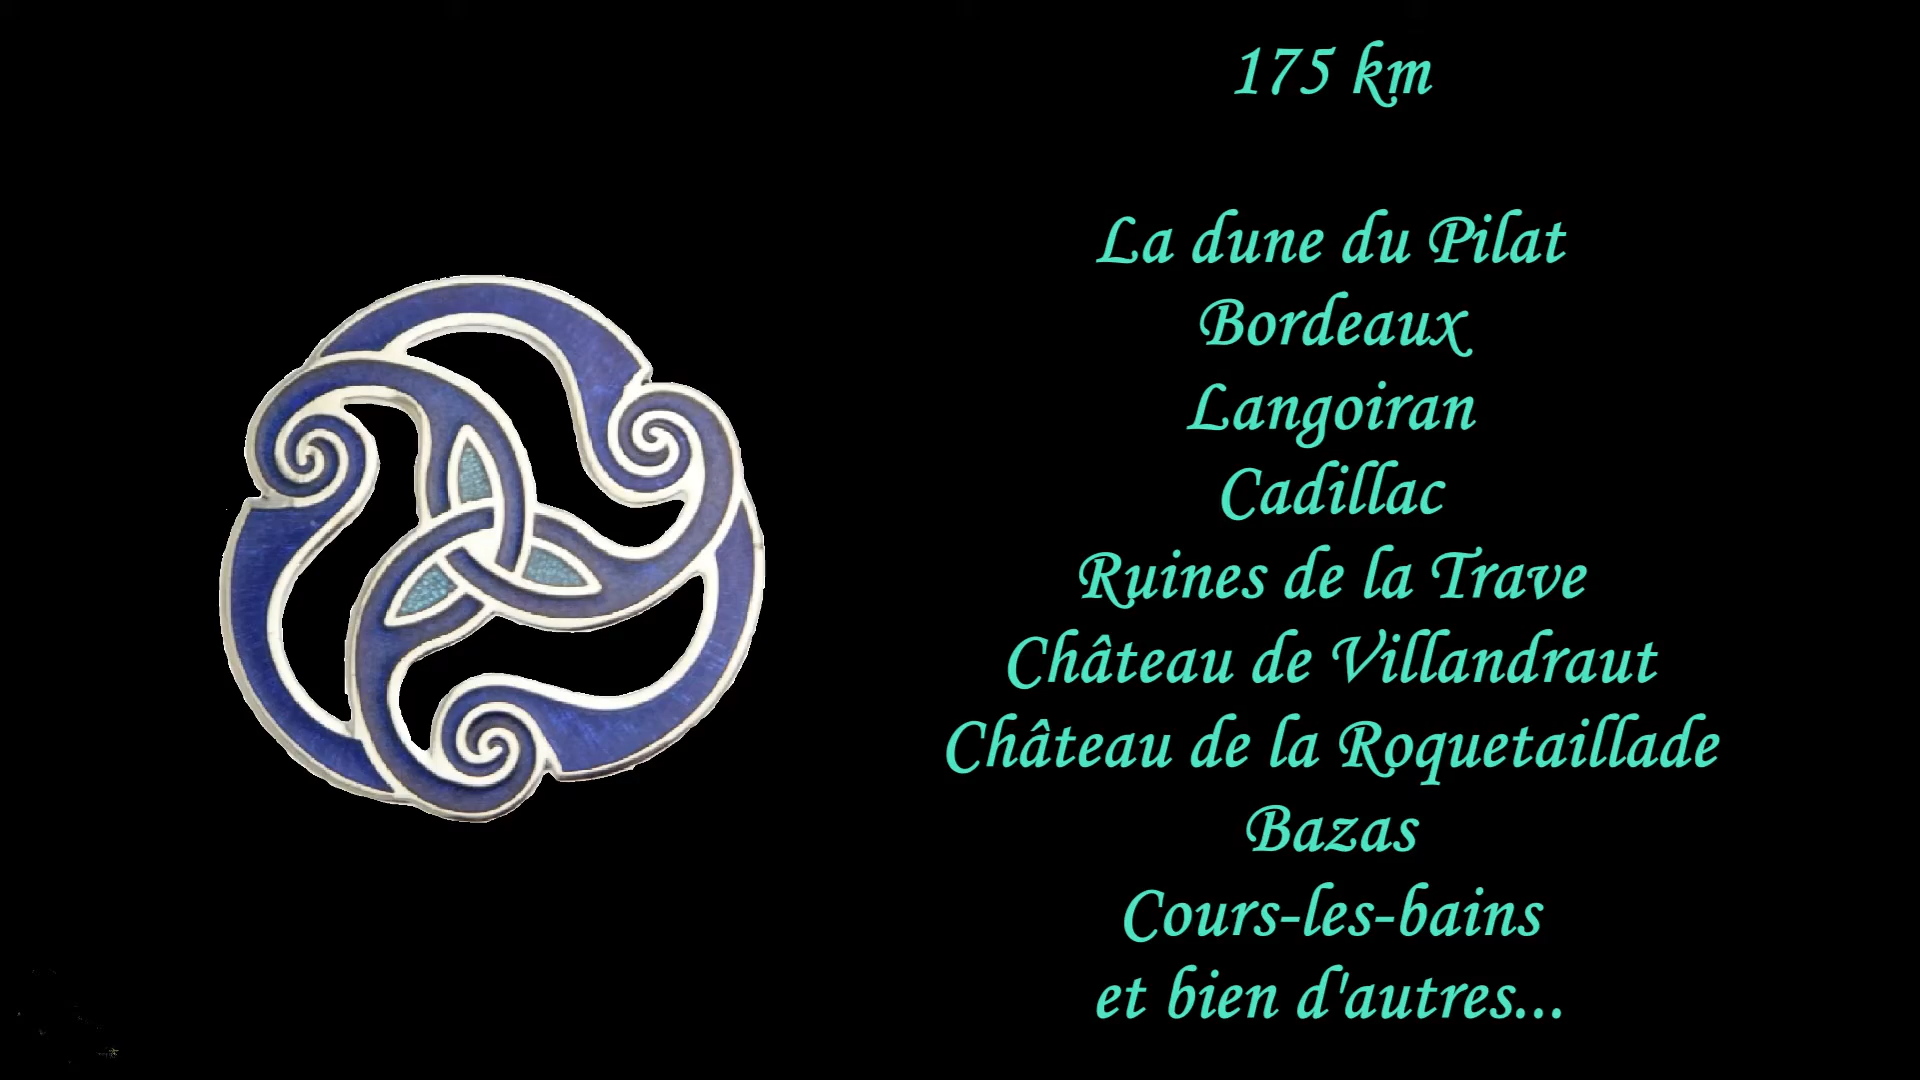 175 km
La dune du Pilat
Bordeaux
Langoiran
Cadillac
Ruines de la Trave
Château de Villandraut
Château de la Roquetaillade
Bazas
Cours-les-bains
et bien d'autres...